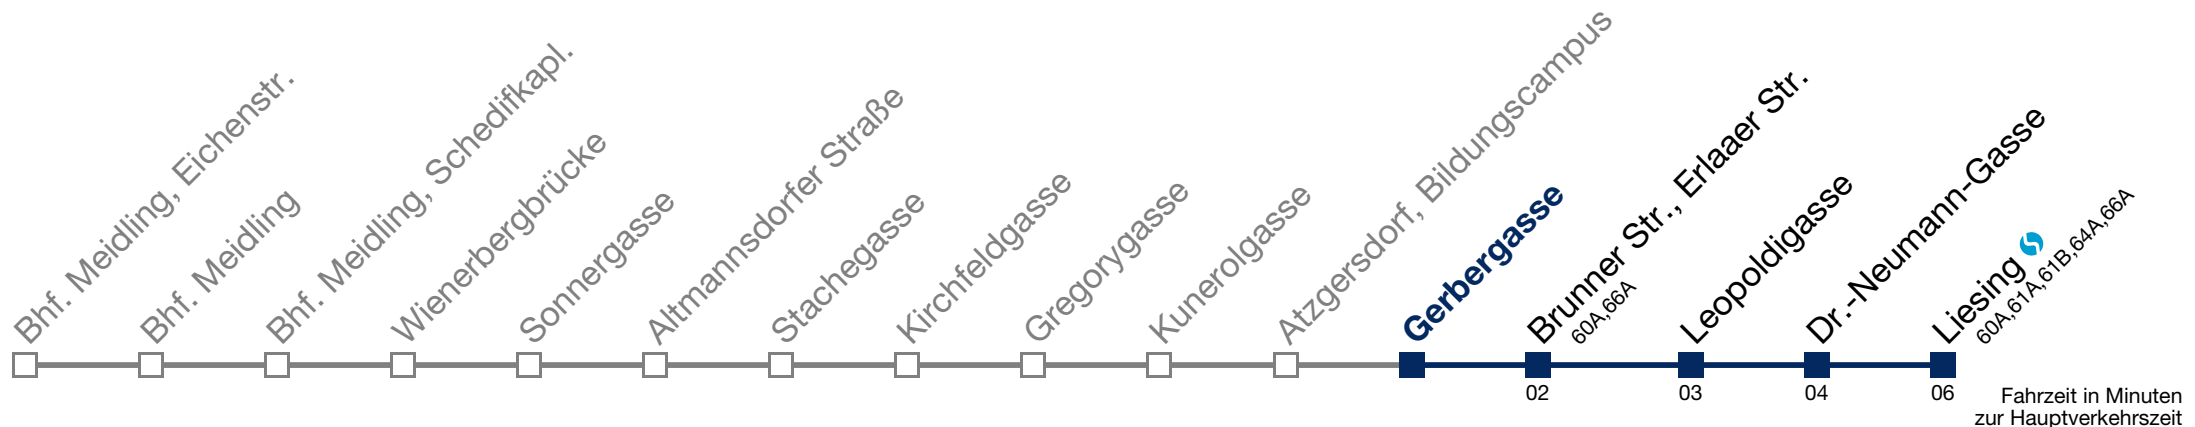 Bhf. Meidling, Eichenstr.
Bhf. Meidling
Bhf. Meidling, Schedifkapl.
Wienerbergbrücke
Sonnergasse
Altmannsdorfer Straße
Stachegasse
Kirchfeldgasse
Gregorygasse
Kunerolgasse
Atzgersdorf, Bildungscampus
Gerbergasse
Brunner Str., Erlaaer Str.
60A,66A
Leopoldigasse
Dr.-Neumann-Gasse
Liesing
60A,61A,61B,64A,66A
02
03
04
06
Fahrzeit in Minuten
zur Hauptverkehrszeit